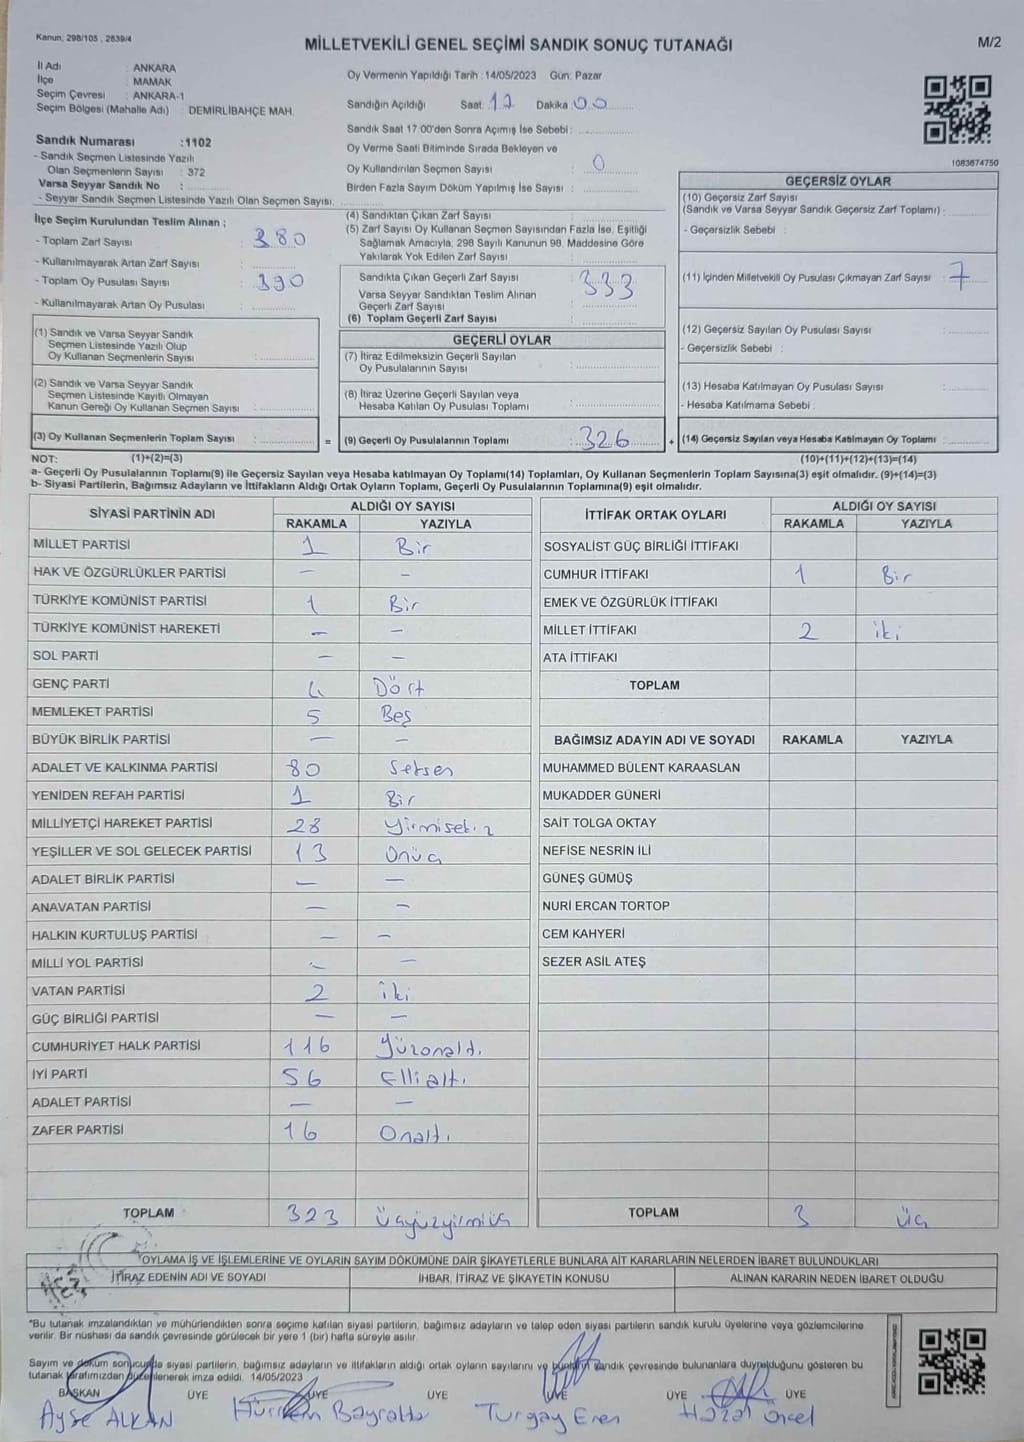 Kanun, 298/105 , 2839/4
MİLLETVEKİLİ GENEL SEÇİMİ SANDIK SONUÇ TUTANAĞI
M/2
İl Adı : ANKARA
İlçe MAMAK
Seçim Çevresi : ANKARA-1
Seçim Bölgesi (Mahalle Adı) : DEMİRLİBAHÇE MAH.
Oy Vermenin Yapıldığı Tarih : 14/05/2023 Gün: Pazar
Sandığın Açıldığı Saat: 17 Dakika 00
Sandık Saat 17:00'den Sonra Açımış İse Sebebi :
Oy Verme Saati Bitiminde Sırada Bekleyen ve
Oy Kullandırılan Seçmen Sayısı : 0
Birden Fazla Sayım Döküm Yapılmış İse Sayısı :
1083674750
Sandık Numarası :1102
- Sandık Seçmen Listesinde Yazılı
Olan Seçmenlerin Sayısı : 372
Varsa Seyyar Sandık No :
- Seyyar Sandık Seçmen Listesinde Yazılı Olan Seçmen Sayısı:
İlçe Seçim Kurulundan Teslim Alınan ;
- Toplam Zarf Sayısı : 380
- Kullanılmayarak Artan Zarf Sayısı :
- Toplam Oy Pusulası Sayısı : 390
- Kullanılmayarak Artan Oy Pusulası :
(1) Sandık ve Varsa Seyyar Sandık
Seçmen Listesinde Yazılı Olup
Oy Kullanan Seçmenlerin Sayısı :
(2) Sandık ve Varsa Seyyar Sandık
Seçmen Listesinde Kayıtlı Olmayan
Kanun Gereği Oy Kullanan Seçmen Sayısı :
(3) Oy Kullanan Seçmenlerin Toplam Sayısı :
(4) Sandıktan Çıkan Zarf Sayısı :
(5) Zarf Sayısı Oy Kullanan Seçmen Sayısından Fazla İse, Eşitliği
Sağlamak Amacıyla, 298 Sayılı Kanunun 98. Maddesine Göre
Yakılarak Yok Edilen Zarf Sayısı :
Sandıkta Çıkan Geçerli Zarf Sayısı : 333
Varsa Seyyar Sandıktan Teslim Alınan
Geçerli Zarf Sayısı :
(6) Toplam Geçerli Zarf Sayısı :
GEÇERLİ OYLAR
(7) İtiraz Edilmeksizin Geçerli Sayılan
Oy Pusulalarının Sayısı :
(8) İtiraz Üzerine Geçerli Sayılan veya
Hesaba Katılan Oy Pusulası Toplamı :
= (9) Geçerli Oy Pusulalarının Toplamı : 326 +
GEÇERSİZ OYLAR
(10) Geçersiz Zarf Sayısı
(Sandık ve Varsa Seyyar Sandık Geçersiz Zarf Toplamı) :
- Geçersizlik Sebebi :
(11) İçinden Milletvekili Oy Pusulası Çıkmayan Zarf Sayısı : 7
(12) Geçersiz Sayılan Oy Pusulası Sayısı :
- Geçersizlik Sebebi :
(13) Hesaba Katılmayan Oy Pusulası Sayısı :
- Hesaba Katılmama Sebebi :
(14) Geçersiz Sayılan veya Hesaba Katılmayan Oy Toplamı :
NOT: (1)+(2)=(3) (10)+(11)+(12)+(13)=(14)
a- Geçerli Oy Pusulalarının Toplamı(9) ile Geçersiz Sayılan veya Hesaba katılmayan Oy Toplamı(14) Toplamları, Oy Kullanan Seçmenlerin Toplam Sayısına(3) eşit olmalıdır. (9)+(14)=(3)
b- Siyasi Partilerin, Bağımsız Adayların ve İttifakların Aldığı Ortak Oyların Toplamı, Geçerli Oy Pusulalarının Toplamına(9) eşit olmalıdır.
SİYASİ PARTİNİN ADI ALDIĞI OY SAYISI
RAKAMLA YAZIYLA
MİLLET PARTİSİ 1 Bir
HAK VE ÖZGÜRLÜKLER PARTİSİ — —
TÜRKİYE KOMÜNİST PARTİSİ 1 Bir
TÜRKİYE KOMÜNİST HAREKETİ — —
SOL PARTİ — —
GENÇ PARTİ 4 Dört
MEMLEKET PARTİSİ 5 Beş
BÜYÜK BİRLİK PARTİSİ — —
ADALET VE KALKINMA PARTİSİ 80 Seksen
YENİDEN REFAH PARTİSİ 1 Bir
MİLLİYETÇİ HAREKET PARTİSİ 28 Yirmisekiz
YEŞİLLER VE SOL GELECEK PARTİSİ 13 Onüç
ADALET BİRLİK PARTİSİ — —
ANAVATAN PARTİSİ — —
HALKIN KURTULUŞ PARTİSİ — —
MİLLİ YOL PARTİSİ — —
VATAN PARTİSİ 2 iki
GÜÇ BİRLİĞİ PARTİSİ — —
CUMHURİYET HALK PARTİSİ 116 Yüzonaltı
İYİ PARTİ 56 Ellialtı
ADALET PARTİSİ — —
ZAFER PARTİSİ 16 Onaltı
TOPLAM 323 Üçyüzyirmiüç
İTTİFAK ORTAK OYLARI ALDIĞI OY SAYISI
RAKAMLA YAZIYLA
SOSYALİST GÜÇ BİRLİĞİ İTTİFAKI
CUMHUR İTTİFAKI 1 Bir
EMEK VE ÖZGÜRLÜK İTTİFAKI
MİLLET İTTİFAKI 2 iki
ATA İTTİFAKI
TOPLAM
BAĞIMSIZ ADAYIN ADI VE SOYADI RAKAMLA YAZIYLA
MUHAMMED BÜLENT KARAASLAN
MUKADDER GÜNERİ
SAİT TOLGA OKTAY
NEFİSE NESRİN İLİ
GÜNEŞ GÜMÜŞ
NURİ ERCAN TORTOP
CEM KAHYERİ
SEZER ASİL ATEŞ
TOPLAM 3 Üç
OYLAMA İŞ VE İŞLEMLERİNE VE OYLARIN SAYIM DÖKÜMÜNE DAİR ŞİKAYETLERLE BUNLARA AİT KARARLARIN NELERDEN İBARET BULUNDUKLARI
İTİRAZ EDENİN ADI VE SOYADI İHBAR, İTİRAZ VE ŞİKAYETİN KONUSU ALINAN KARARIN NEDEN İBARET OLDUĞU
*Bu tutanak imzalandıktan ve mühürlendikten sonra seçime katılan siyasi partilerin, bağımsız adayların ve talep eden siyasi partilerin sandık kurulu üyelerine veya gözlemcilerine
verilir. Bir nüshası da sandık çevresinde görülecek bir yere 1 (bir) hafta süreyle asılır.
Sayım ve döküm sonucunda siyasi partilerin, bağımsız adayların ve ittifakların aldığı ortak oyların sayılarını ve bunların sandık çevresinde bulunanlara duyurulduğunu gösteren bu
tutanak tarafımızdan düzenlenerek imza edildi. 14/05/2023
BAŞKAN ÜYE ÜYE ÜYE ÜYE ÜYE ÜYE
Ayşe ALKAN Turgay Eren Hazal